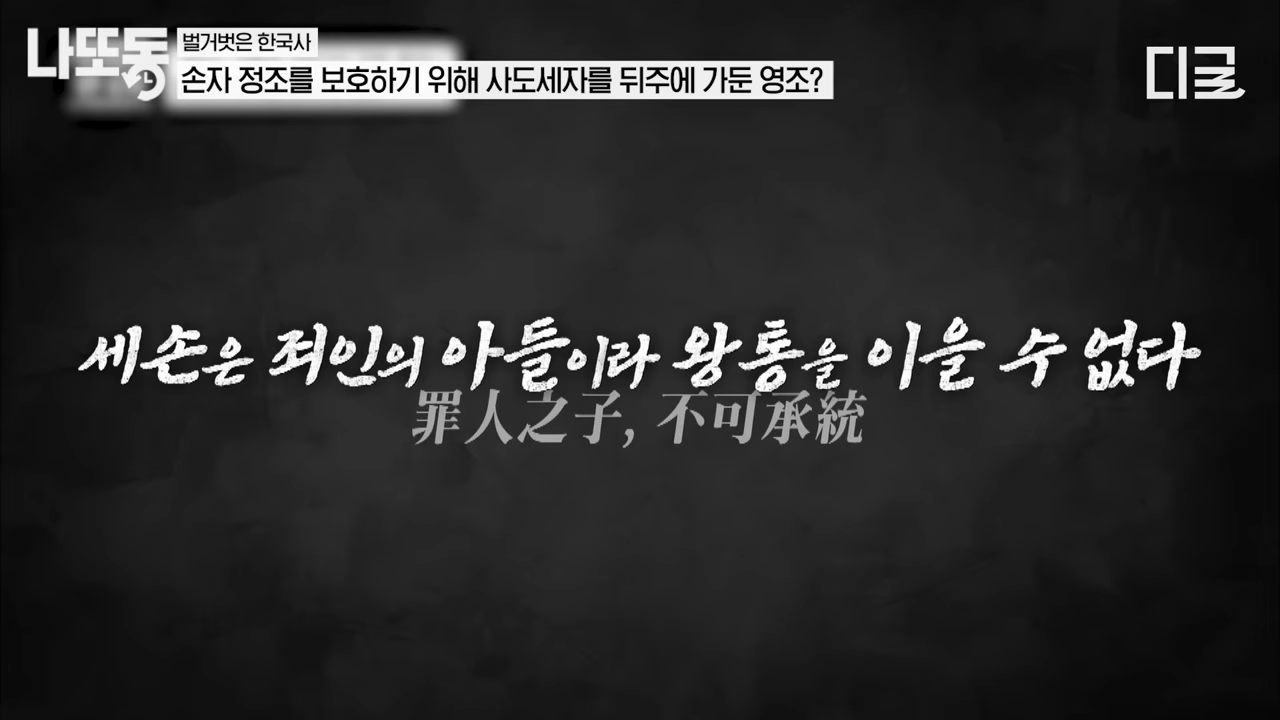 나또동
벌거벗은 한국사
손자 정조를 보호하기 위해 사도세자를 뒤주에 가둔 영조?
디글
세손은 죄인의 아들이라 왕통을 이을 수 없다
罪人之子, 不可承統